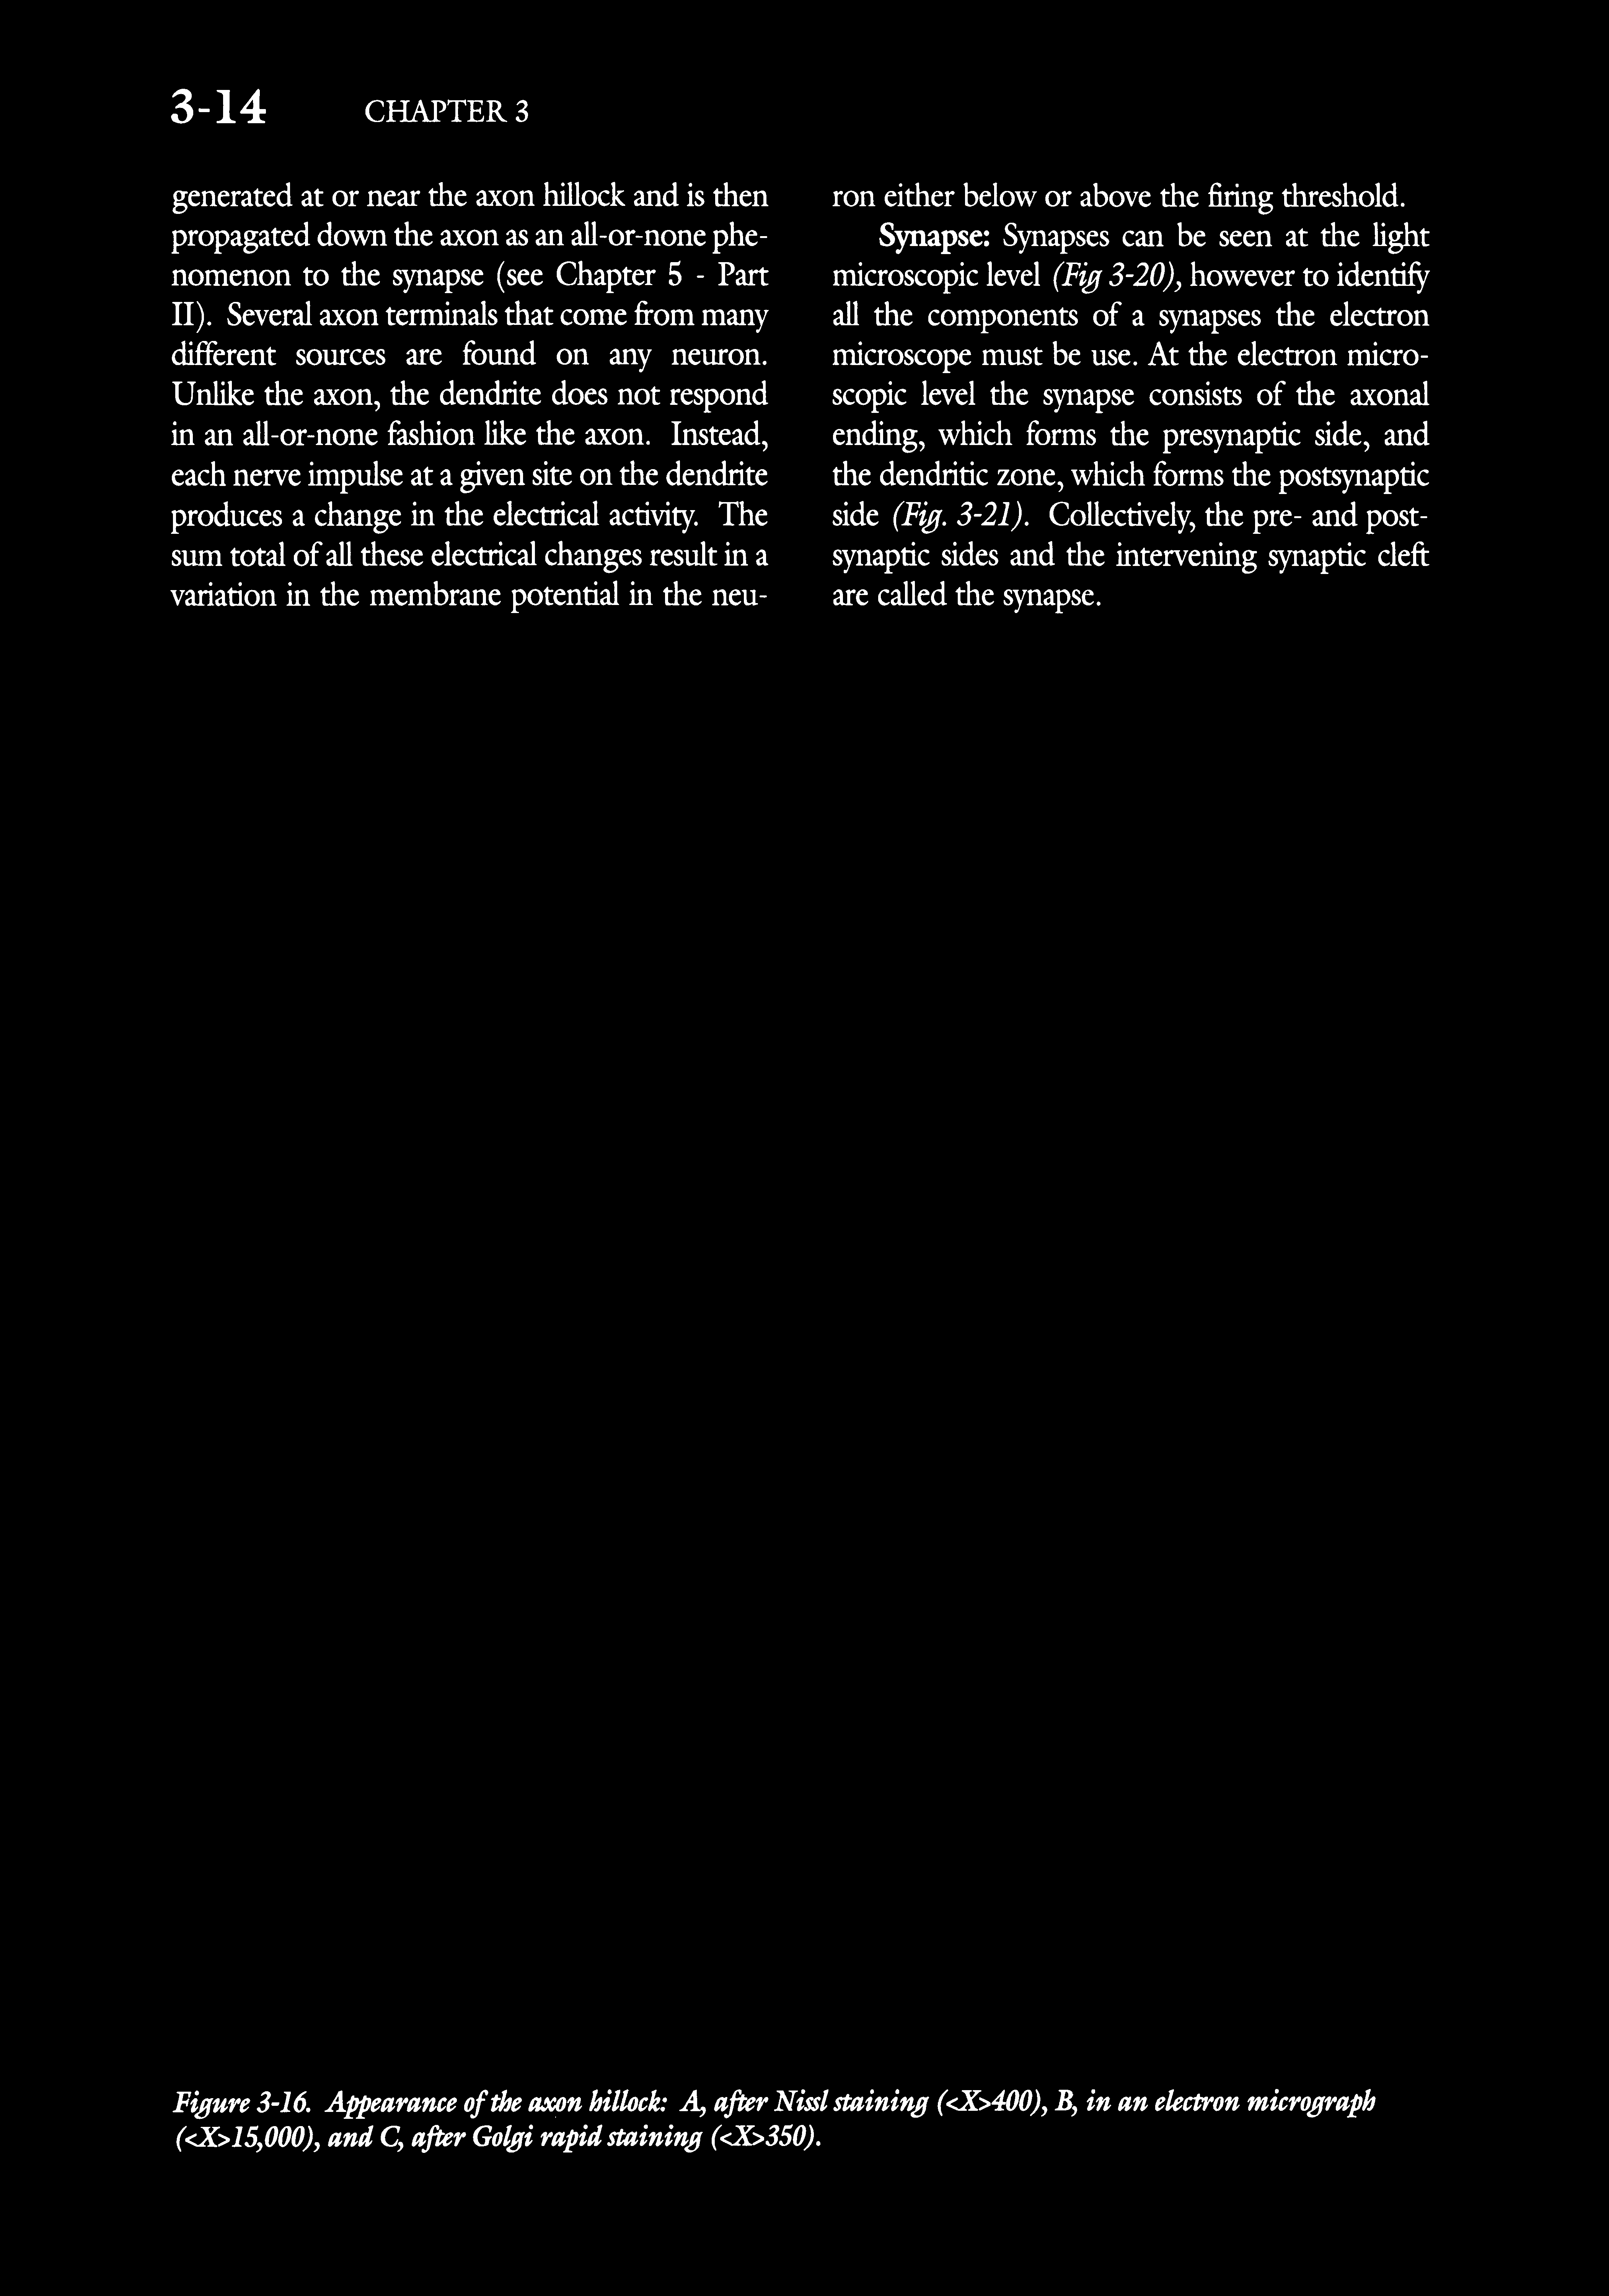 3-14 CHAPTER 3
generated at or near the axon hillock and is then
propagated down the axon as an all-or-none phe-
nomenon to the synapse (see Chapter 5 - Part
II). Several axon terminals that come from many
different sources are found on any neuron.
Unlike the axon, the dendrite does not respond
in an all-or-none fashion like the axon. Instead,
each nerve impulse at a given site on the dendrite
produces a change in the electrical activity. The
sum total of all these electrical changes result in a
variation in the membrane potential in the neu-
ron either below or above the firing threshold.
Synapse: Synapses can be seen at the light
microscopic level (Fig 3-20), however to identify
all the components of a synapses the electron
microscope must be use. At the electron micro-
scopic level the synapse consists of the axonal
ending, which forms the presynaptic side, and
the dendritic zone, which forms the postsynaptic
side (Fig. 3-21). Collectively, the pre- and post-
synaptic sides and the intervening synaptic cleft
are called the synapse.
Figure 3-16. Appearance of the axon hillock: A, after Nissl staining (<X>400), B, in an electron micrograph
(<X>15,000), and C, after Golgi rapid staining (<X>350).